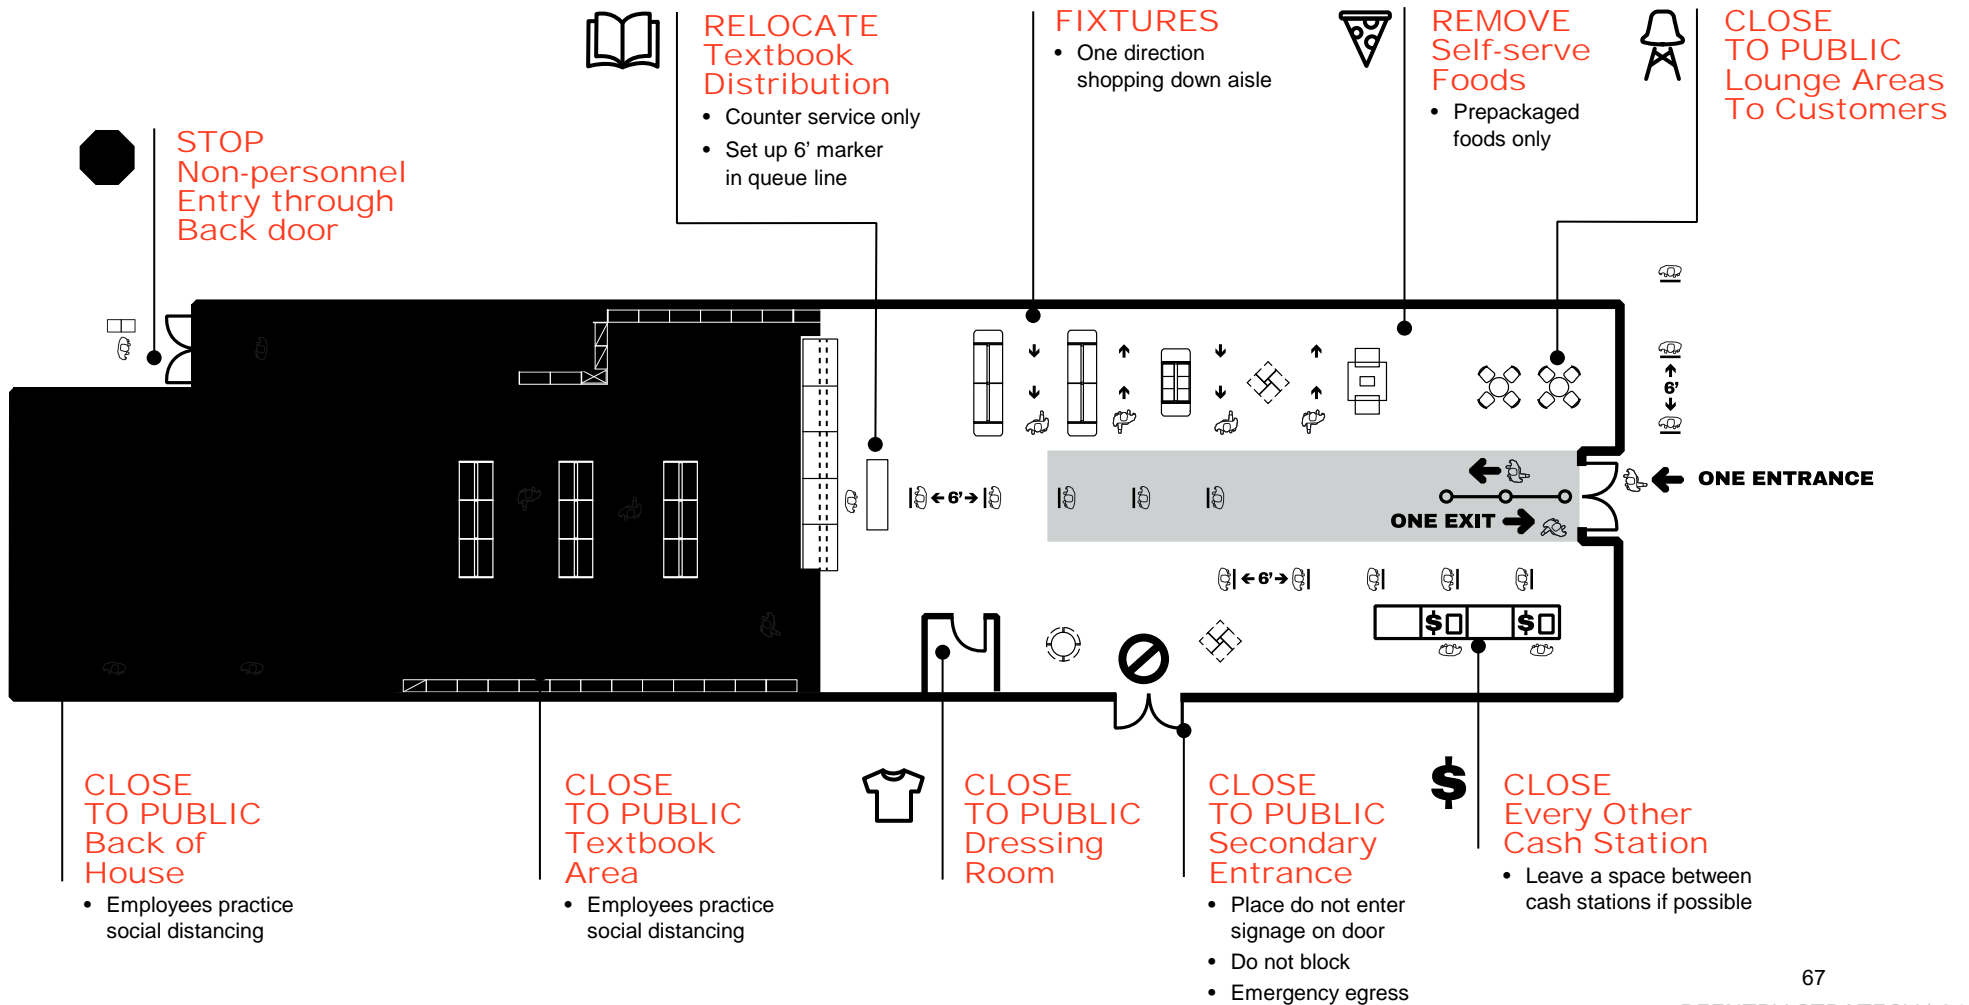 RELOCATE
Textbook
Distribution
• Counter service only
• Set up 6’ marker
in queue line
FIXTURES
• One direction
shopping down aisle
REMOVE
Self-serve
Foods
• Prepackaged
foods only
CLOSE
TO PUBLIC
Lounge Areas
To Customers
STOP
Non-personnel
Entry through
Back door
6’
ONE ENTRANCE
6’
ONE EXIT
6’
$
$
CLOSE
TO PUBLIC
Back of
House
• Employees practice
social distancing
CLOSE
TO PUBLIC
Textbook
Area
• Employees practice
social distancing
CLOSE
TO PUBLIC
Dressing
Room
CLOSE
TO PUBLIC
Secondary
Entrance
• Place do not enter
signage on door
• Do not block
• Emergency egress
$
CLOSE
Every Other
Cash Station
• Leave a space between
cash stations if possible
67